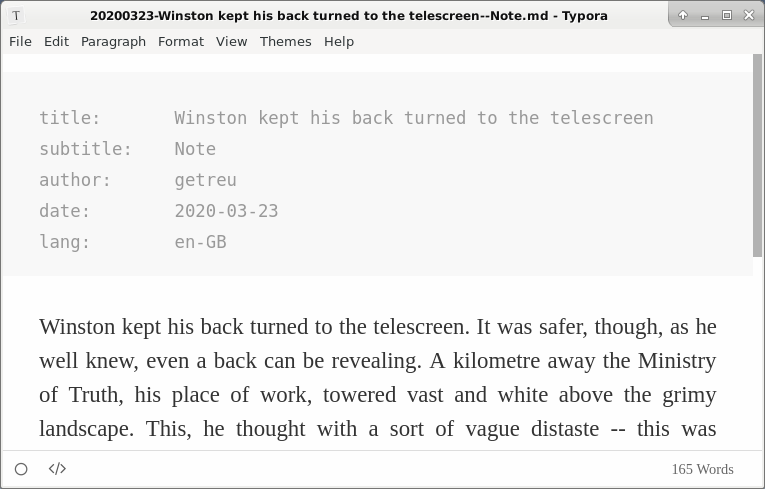 T 20200323-Winston kept his back turned to the telescreen--Note.md - Typora
File Edit Paragraph Format View Themes Help
title: Winston kept his back turned to the telescreen
subtitle: Note
author: getreu
date: 2020-03-23
lang: en-GB
Winston kept his back turned to the telescreen. It was safer, though, as he
well knew, even a back can be revealing. A kilometre away the Ministry
of Truth, his place of work, towered vast and white above the grimy
landscape. This, he thought with a sort of vague distaste -- this was
</> 165 Words